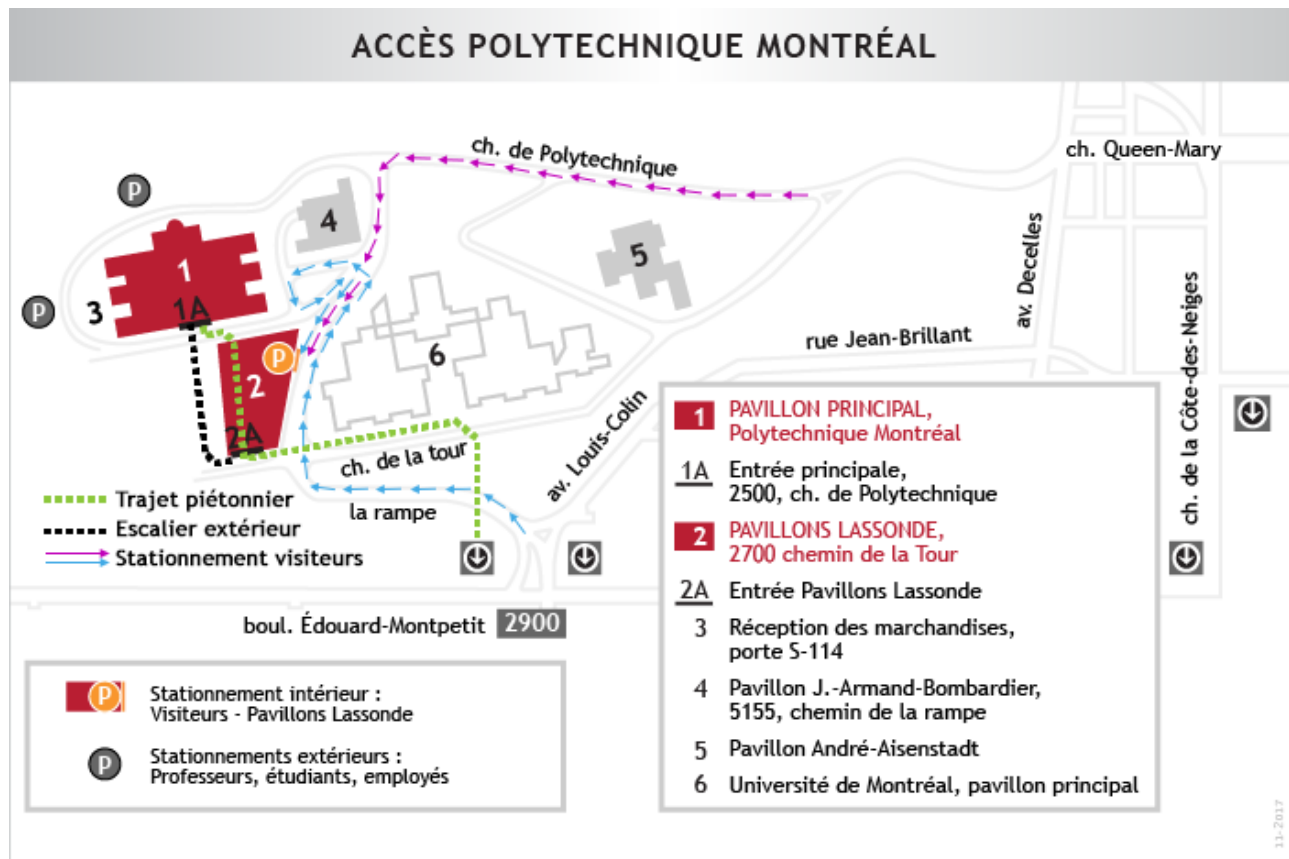 ACCÈS POLYTECHNIQUE MONTRÉAL
ch. de Polytechnique
ch. Queen-Mary
P
4
1
5
av. Decelles
P
3
1A
ch. de la Côte-des-Neiges
rue Jean-Brillant
P
6
2
2A
ch. de la tour
av. Louis-Colin
la rampe
Trajet piétonnier
Escalier extérieur
Stationnement visiteurs
boul. Édouard-Montpetit 2900
P Stationnement intérieur :
Visiteurs - Pavillons Lassonde
P Stationnements extérieurs :
Professeurs, étudiants, employés
1 PAVILLON PRINCIPAL,
Polytechnique Montréal
1A Entrée principale,
2500, ch. de Polytechnique
2 PAVILLONS LASSONDE,
2700 chemin de la Tour
2A Entrée Pavillons Lassonde
3 Réception des marchandises,
porte S-114
4 Pavillon J.-Armand-Bombardier,
5155, chemin de la rampe
5 Pavillon André-Aisenstadt
6 Université de Montréal, pavillon principal
11-2017